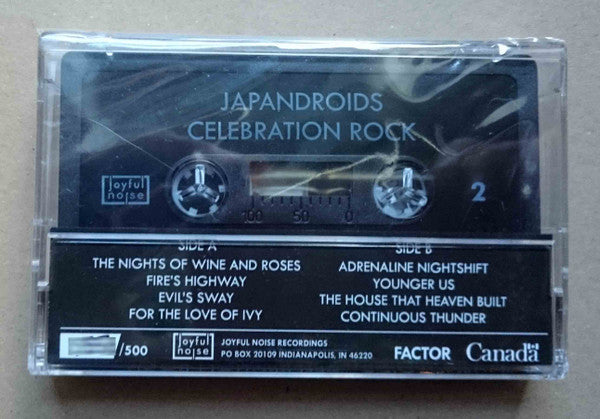 JAPANDROIDS
CELEBRATION ROCK
joyful
noise
2
100 50 0
SIDE A
THE NIGHTS OF WINE AND ROSES
FIRE'S HIGHWAY
EVIL'S SWAY
FOR THE LOVE OF IVY
SIDE B
ADRENALINE NIGHTSHIFT
YOUNGER US
THE HOUSE THAT HEAVEN BUILT
CONTINUOUS THUNDER
/500
joyful
noise
JOYFUL NOISE RECORDINGS
PO BOX 20109 INDIANAPOLIS, IN 46220
FACTOR
Canada